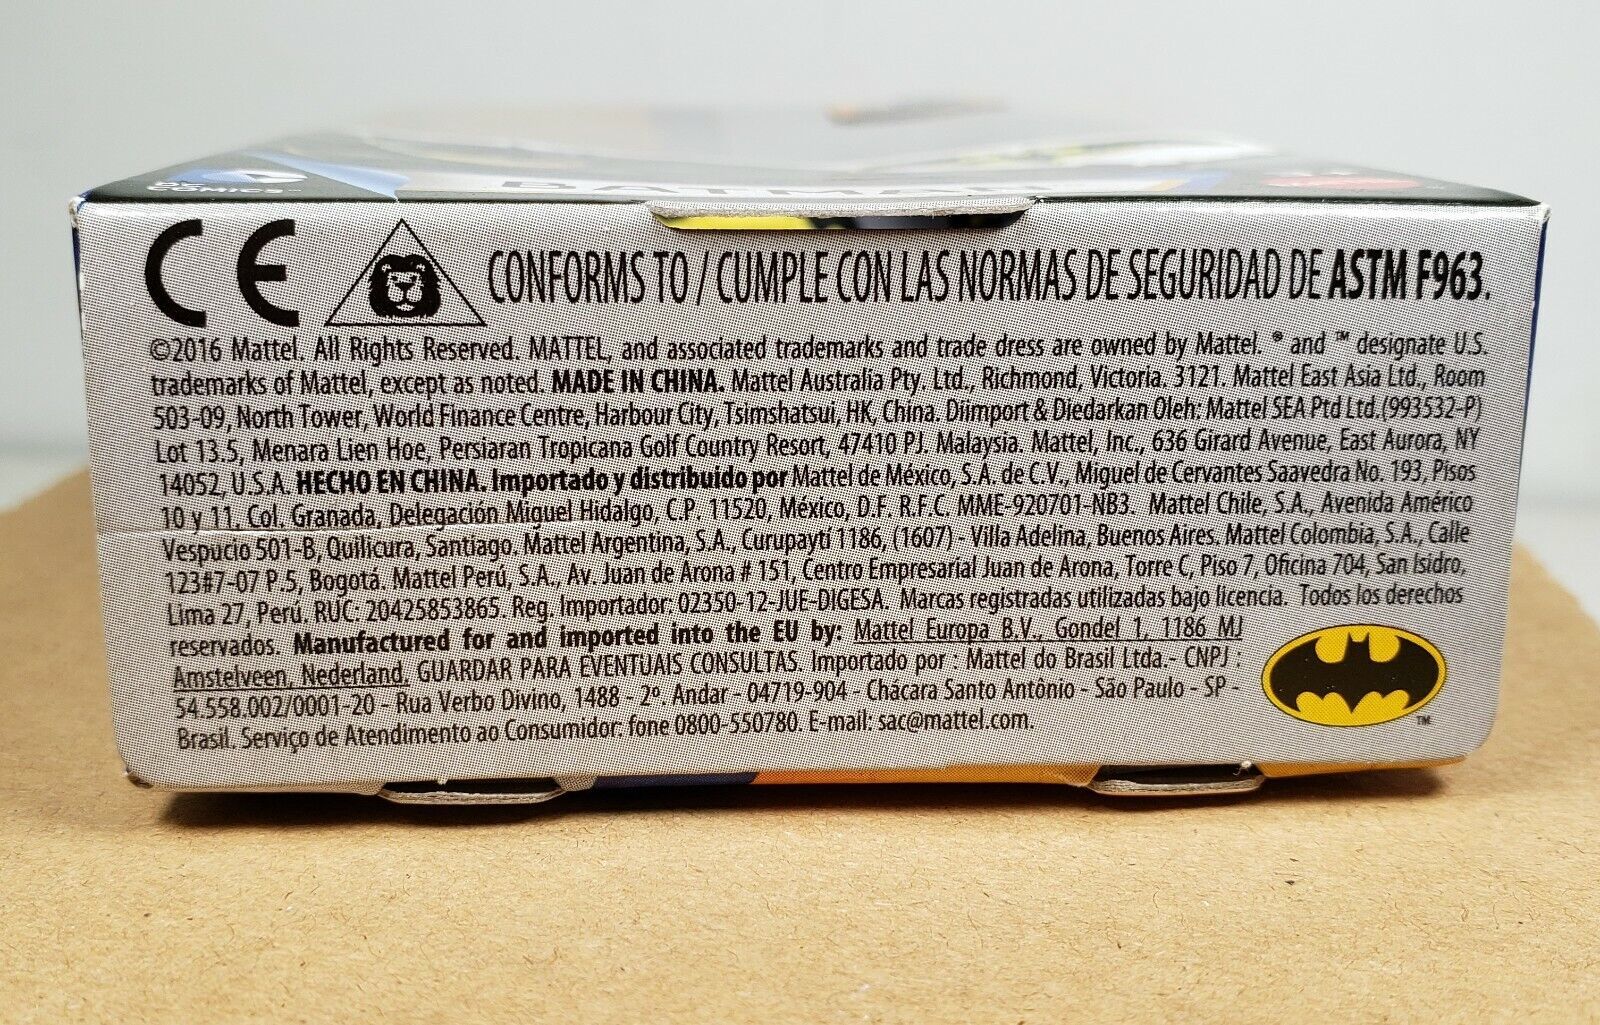 COMICS
BATMAN
CE CONFORMS TO / CUMPLE CON LAS NORMAS DE SEGURIDAD DE ASTM F963.
©2016 Mattel. All Rights Reserved. MATTEL, and associated trademarks and trade dress are owned by Mattel. ® and ™ designate U.S.
trademarks of Mattel, except as noted. MADE IN CHINA. Mattel Australia Pty. Ltd., Richmond, Victoria. 3121. Mattel East Asia Ltd., Room
503-09, North Tower, World Finance Centre, Harbour City, Tsimshatsui, HK, China. Diimport & Diedarkan Oleh: Mattel SEA Ptd Ltd.(993532-P)
Lot 13.5, Menara Lien Hoe, Persiaran Tropicana Golf Country Resort, 47410 PJ. Malaysia. Mattel, Inc., 636 Girard Avenue, East Aurora, NY
14052, U.S.A. HECHO EN CHINA. Importado y distribuido por Mattel de México, S.A. de C.V., Miguel de Cervantes Saavedra No. 193, Pisos
10 y 11, Col. Granada, Delegación Miguel Hidalgo, C.P. 11520, México, D.F. R.F.C. MME-920701-NB3. Mattel Chile, S.A., Avenida Américo
Vespucio 501-B, Quilicura, Santiago. Mattel Argentina, S.A., Curupaytí 1186, (1607) - Villa Adelina, Buenos Aires. Mattel Colombia, S.A., Calle
123#7-07 P.5, Bogotá. Mattel Perú, S.A., Av. Juan de Arona # 151, Centro Empresarial Juan de Arona, Torre C, Piso 7, Oficina 704, San Isidro,
Lima 27, Perú. RUC: 20425853865. Reg. Importador: 02350-12-JUE-DIGESA. Marcas registradas utilizadas bajo licencia. Todos los derechos
reservados. Manufactured for and imported into the EU by: Mattel Europa B.V., Gondel 1, 1186 MJ
Amstelveen, Nederland. GUARDAR PARA EVENTUAIS CONSULTAS. Importado por : Mattel do Brasil Ltda.- CNPJ :
54.558.002/0001-20 - Rua Verbo Divino, 1488 - 2º. Andar - 04719-904 - Chácara Santo Antônio - São Paulo - SP -
Brasil. Serviço de Atendimento ao Consumidor: fone 0800-550780. E-mail: sac@mattel.com.
™